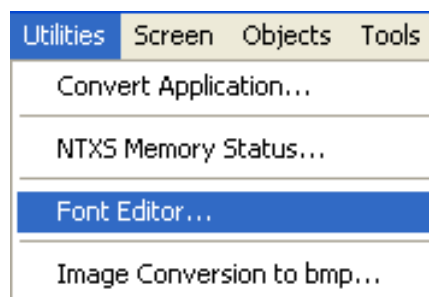 Utilities Screen Objects Tools
Convert Application...
NTXS Memory Status...
Font Editor...
Image Conversion to bmp...